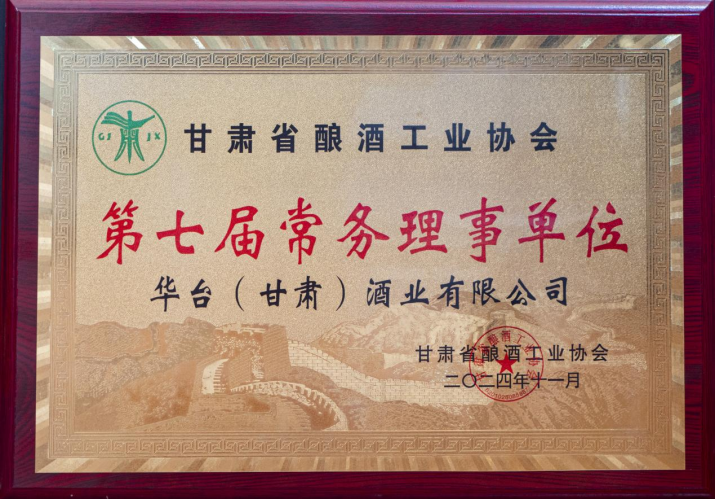 GS JX
甘肃省酿酒工业协会
第七届常务理事单位
华台（甘肃）酒业有限公司
甘肃省酿酒工业协会
二〇二四年十一月